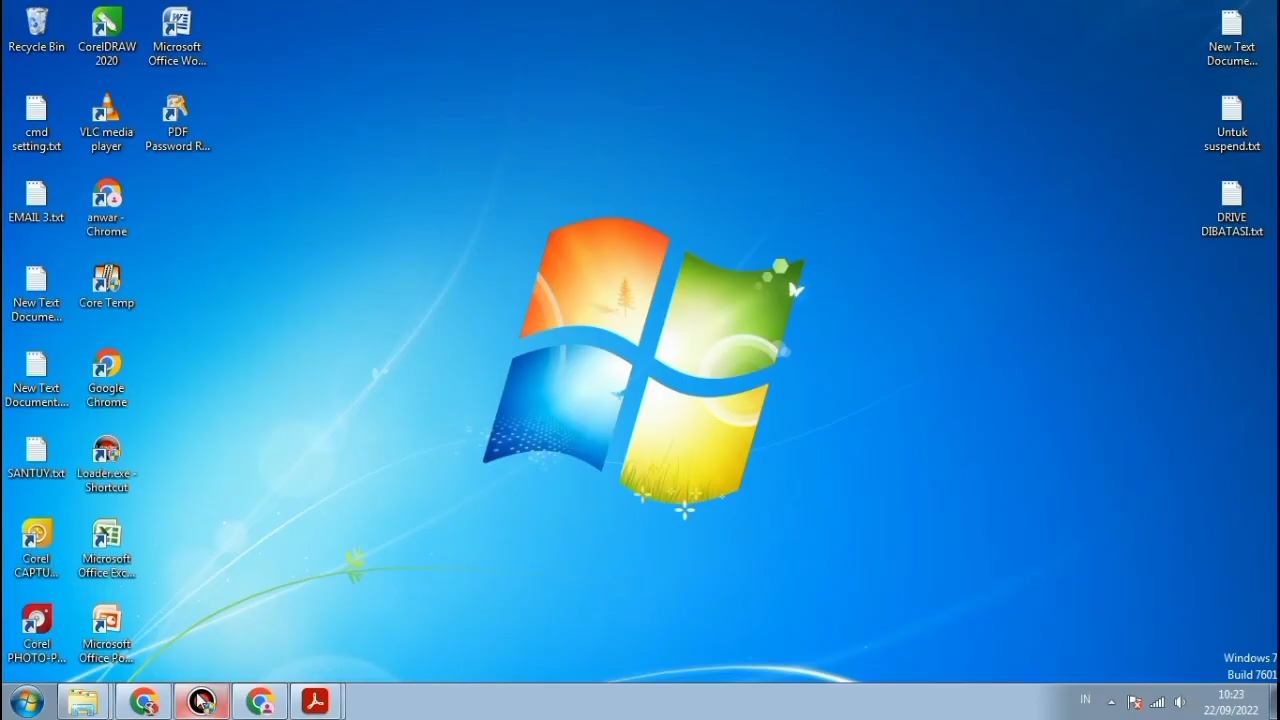 Recycle Bin
CorelDRAW
2020
Microsoft
Office Wo...
cmd
setting.txt
VLC media
player
PDF
Password R...
EMAIL 3.txt
anwar -
Chrome
New Text
Docume...
Core Temp
New Text
Document....
Google
Chrome
SANTUY.txt
Loader.exe -
Shortcut
Corel
CAPTU...
Microsoft
Office Exc...
Corel
PHOTO-P...
Microsoft
Office Po...
New Text
Docume...
Untuk
suspend.txt
DRIVE
DIBATASI.txt
Windows 7
Build 7601
IN
10:23
22/09/2022